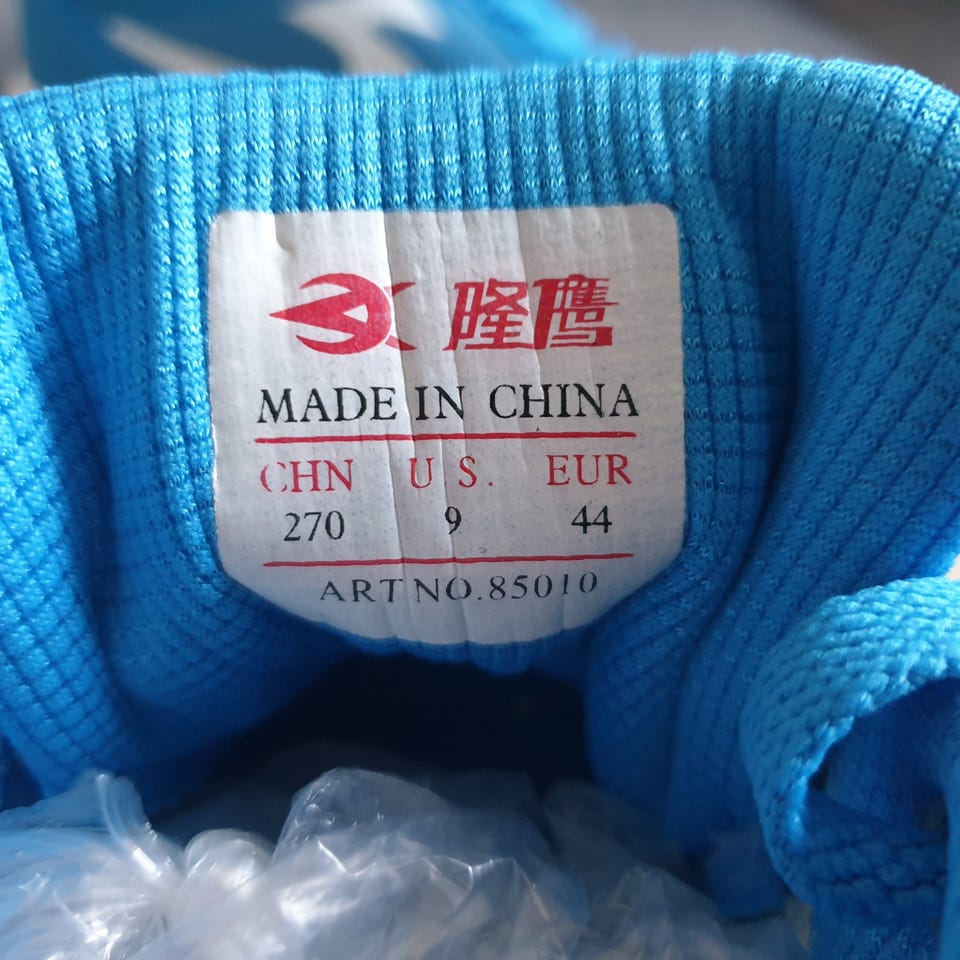 隆鹰
MADE IN CHINA
CHN U S. EUR
270 9 44
ART NO.85010